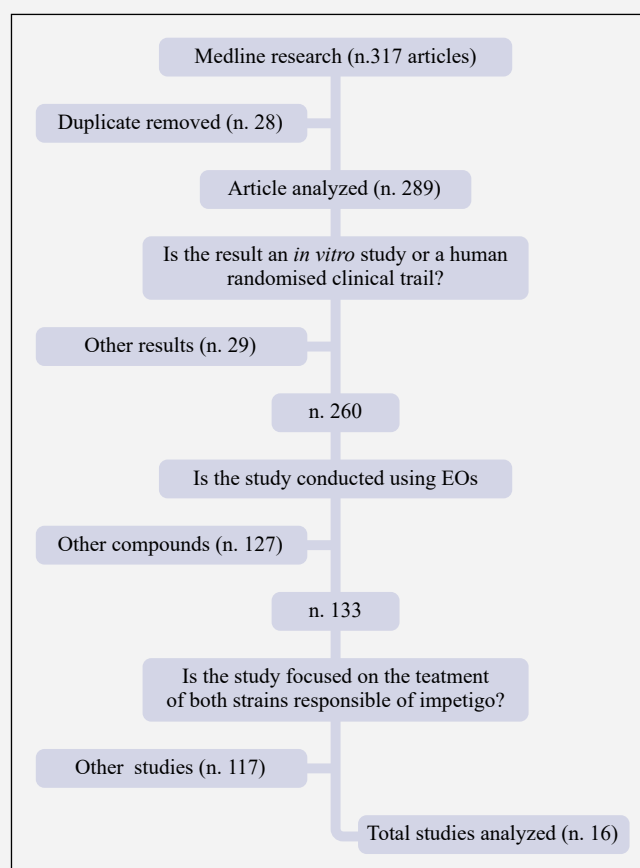 Medline research (n.317 articles)
Duplicate removed (n. 28)
Article analyzed (n. 289)
Is the result an in vitro study or a human
randomised clinical trail?
Other results (n. 29)
n. 260
Is the study conducted using EOs
Other compounds (n. 127)
n. 133
Is the study focused on the teatment
of both strains responsible of impetigo?
Other studies (n. 117)
Total studies analyzed (n. 16)